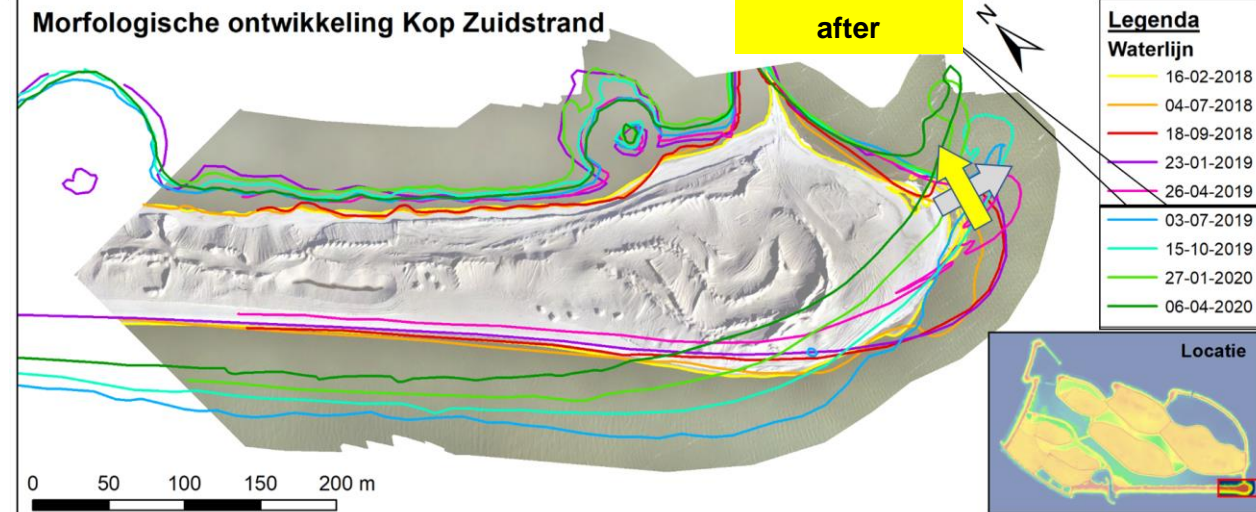 Morfologische ontwikkeling Kop Zuidstrand
after
N
Legenda
Waterlijn
16-02-2018
04-07-2018
18-09-2018
23-01-2019
26-04-2019
03-07-2019
15-10-2019
27-01-2020
06-04-2020
Locatie
0 50 100 150 200 m